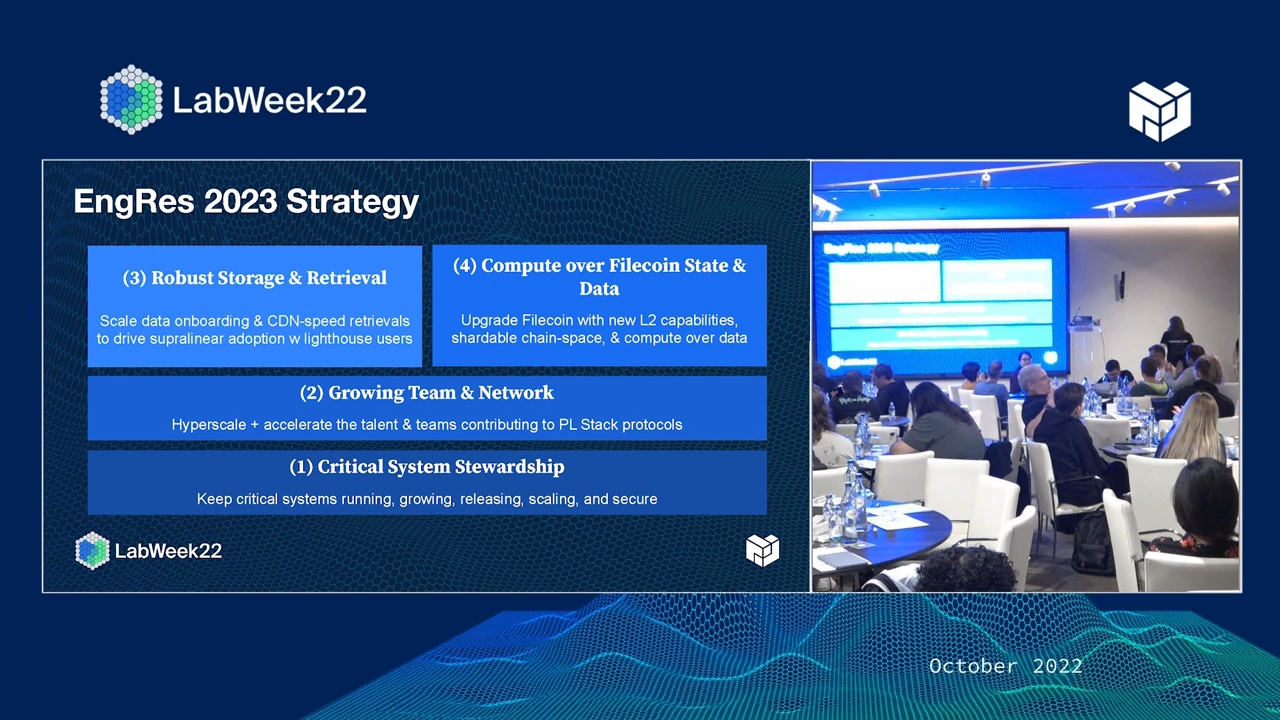 LabWeek22
EngRes 2023 Strategy
(3) Robust Storage & Retrieval
Scale data onboarding & CDN-speed retrievals
to drive supralinear adoption w lighthouse users
(4) Compute over Filecoin State &
Data
Upgrade Filecoin with new L2 capabilities,
shardable chain-space, & compute over data
(2) Growing Team & Network
Hyperscale + accelerate the talent & teams contributing to PL Stack protocols
(1) Critical System Stewardship
Keep critical systems running, growing, releasing, scaling, and secure
LabWeek22
EngRes 2023 Strategy
LabWeek22
October 2022